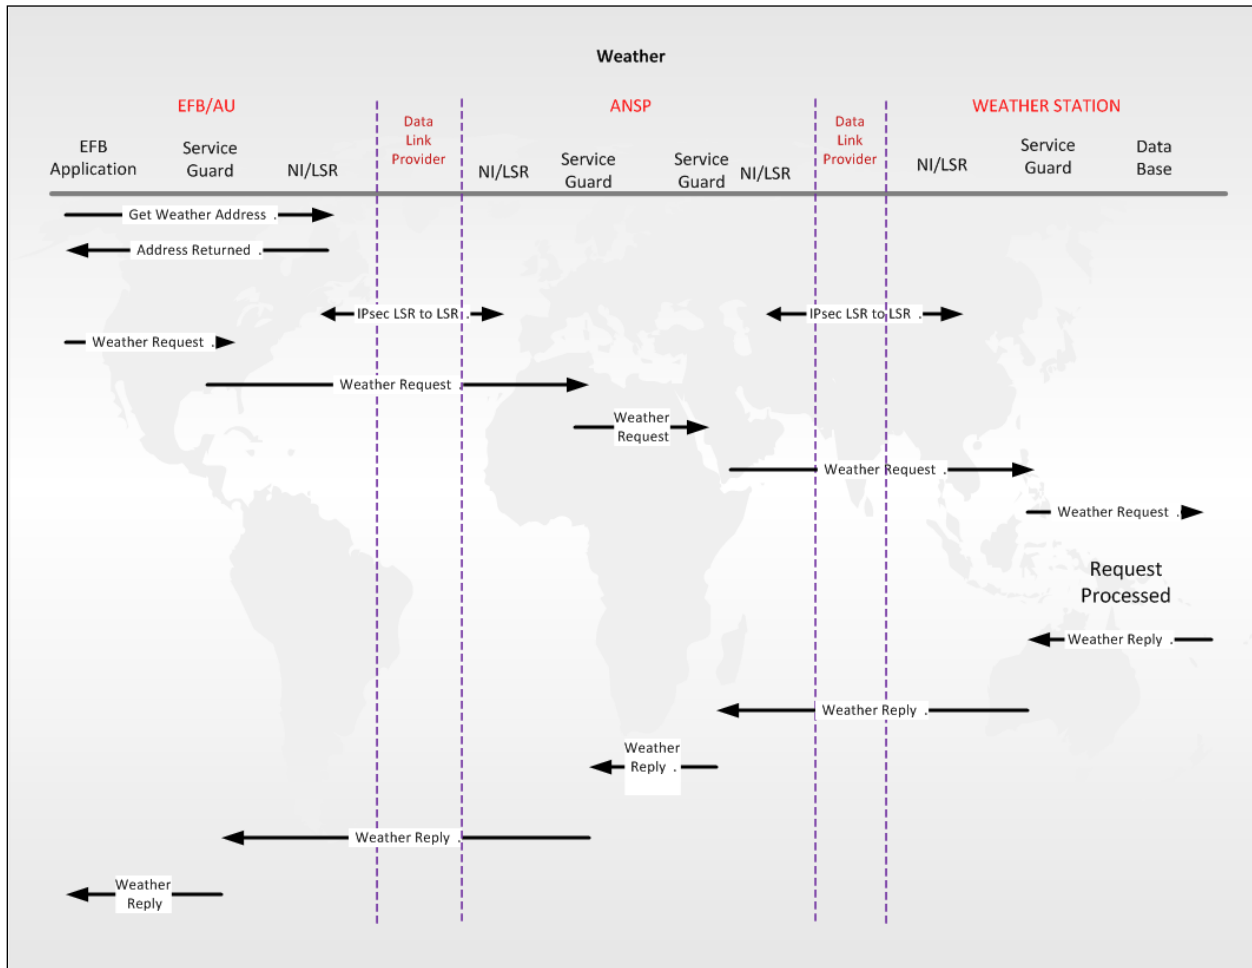 Weather
EFB/AU
ANSP
WEATHER STATION
Data
Link
Provider
Data
Link
Provider
EFB
Application
Service
Guard
NI/LSR
NI/LSR
Service
Guard
Service
Guard
NI/LSR
NI/LSR
Service
Guard
Data
Base
Get Weather Address .
Address Returned .
IPsec LSR to LSR .
IPsec LSR to LSR .
Weather Request .
Weather Request .
Weather
Request
Weather Request .
Weather Request .
Request
Processed
Weather Reply .
Weather Reply .
Weather
Reply .
Weather Reply .
Weather
Reply